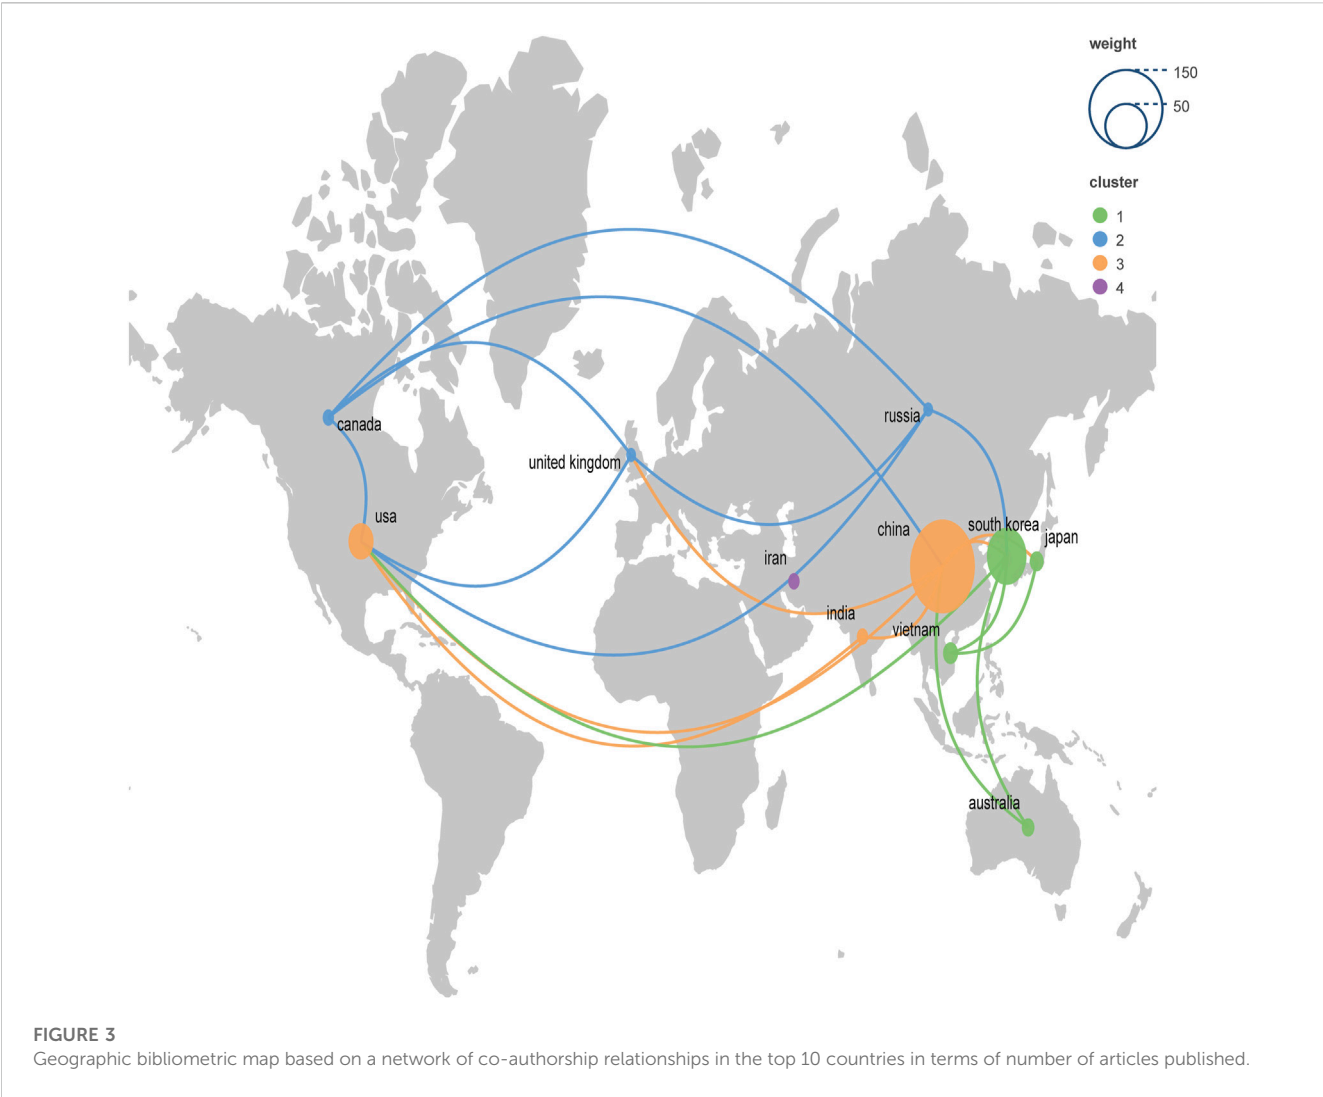 weight
150
50
cluster
1
2
3
4
canada
russia
united kingdom
usa
china
south korea
japan
iran
india
vietnam
australia
FIGURE 3
Geographic bibliometric map based on a network of co-authorship relationships in the top 10 countries in terms of number of articles published.